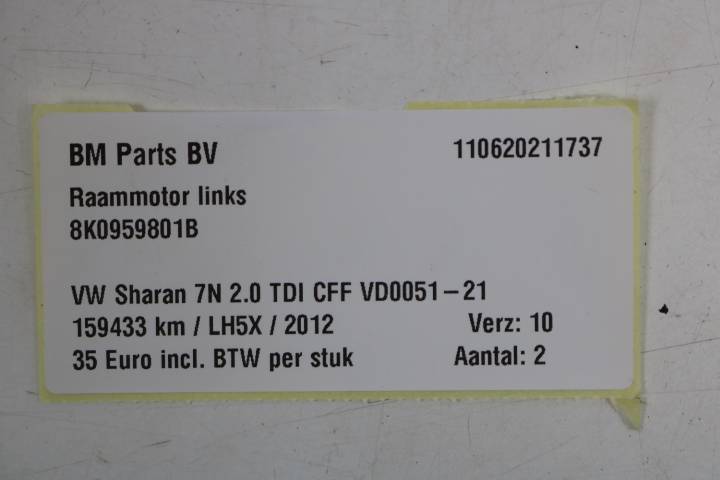 BM Parts BV 110620211737
Raammotor links
8K0959801B
VW Sharan 7N 2.0 TDI CFF VD0051-21
159433 km / LH5X / 2012 Verz: 10
35 Euro incl. BTW per stuk Aantal: 2